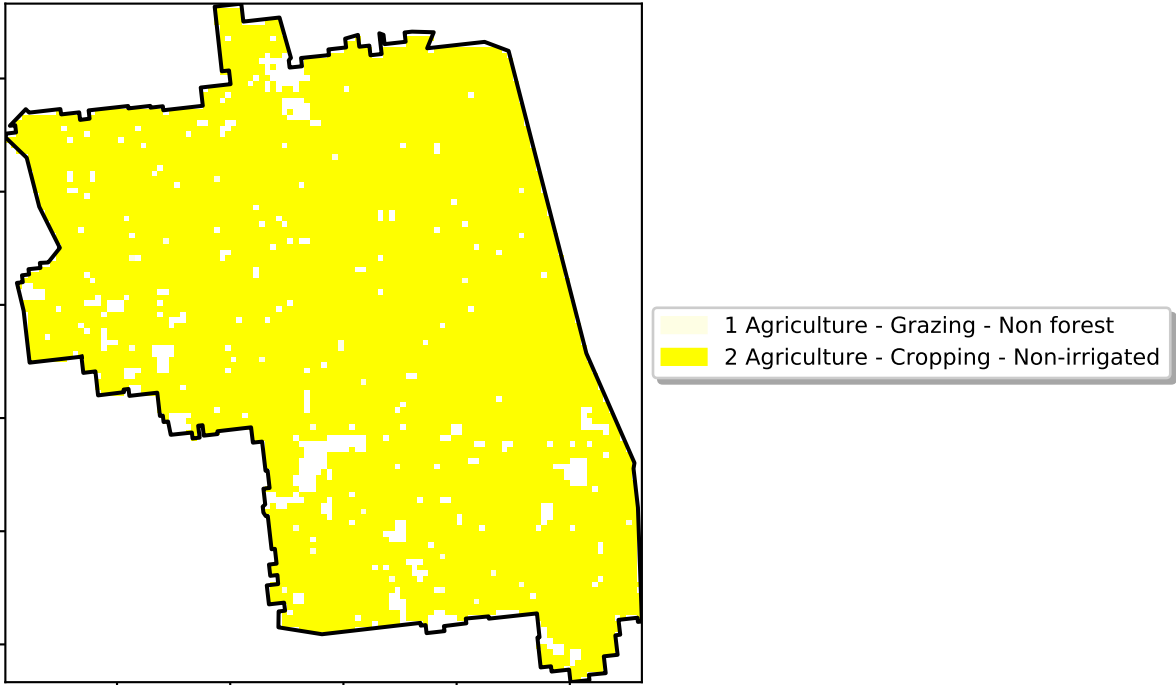 1 Agriculture - Grazing - Non forest
2 Agriculture - Cropping - Non-irrigated